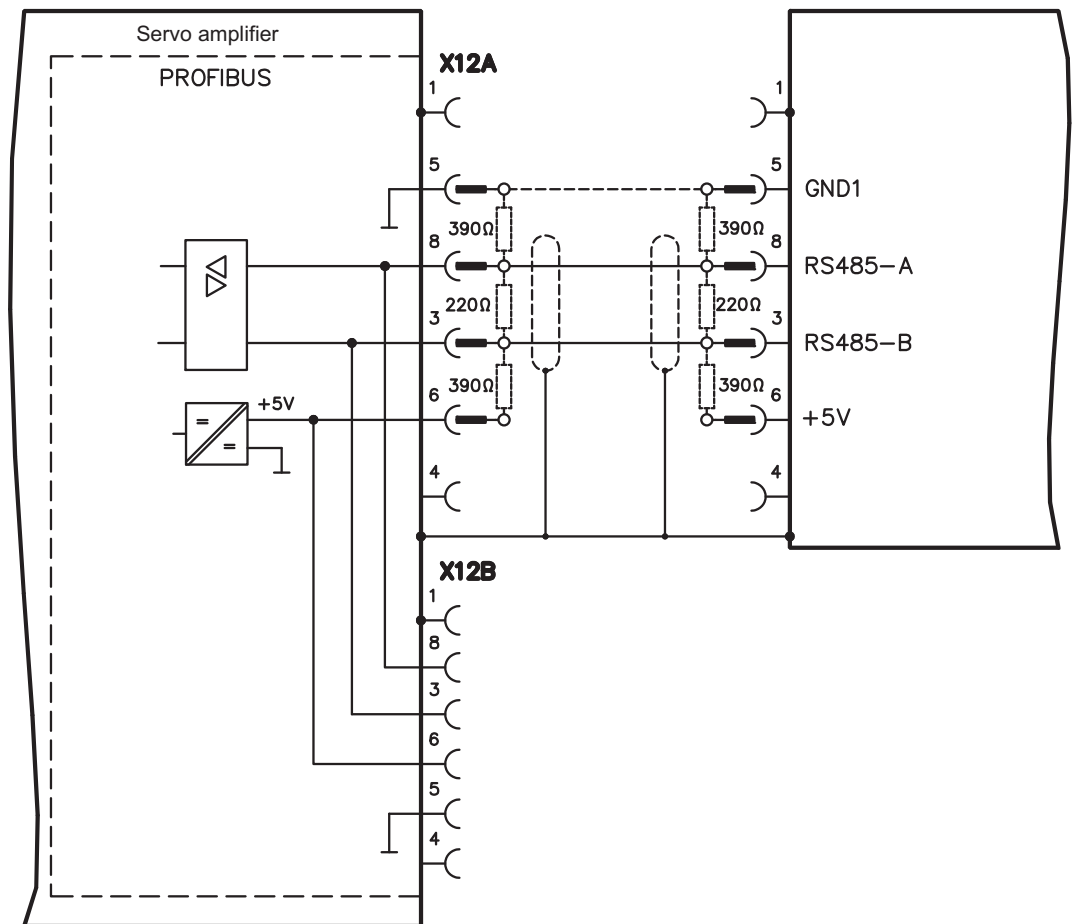 Servo amplifier
PROFIBUS
X12A
1
1
5
5
GND1
390Ω
390Ω
8
8
RS485-A
220Ω
220Ω
3
3
RS485-B
390Ω
390Ω
+5V
6
6
+5V
=
=
4
4
X12B
1
8
3
6
5
4